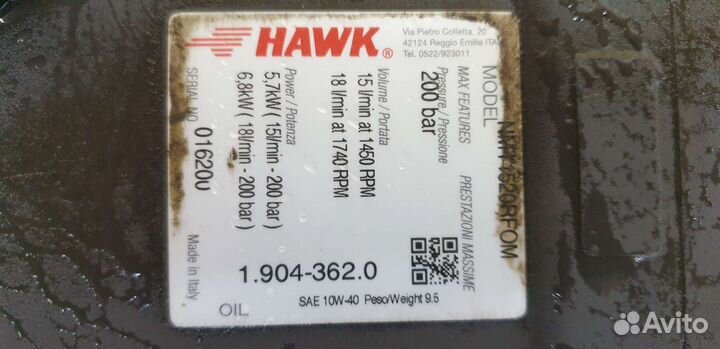 HAWK®
Via Pietro Colletta, 20
42124 Reggio Emilia ITA
Tel. 0522/923011
MODEL
MAX FEATURES PRESTAZIONI MASSIME
Pressure / Pressione
200 bar
Volume / Portata
15 l/min at 1450 RPM
18 l/min at 1740 RPM
Power / Potenza
5,7kW ( 15l/min - 200 bar )
6,8kW ( 18l/min - 200 bar )
SERIAL NO
01620
Made in Italy
1.904-362.0
OIL
SAE 10W-40 Peso/Weight 9.5
Avito